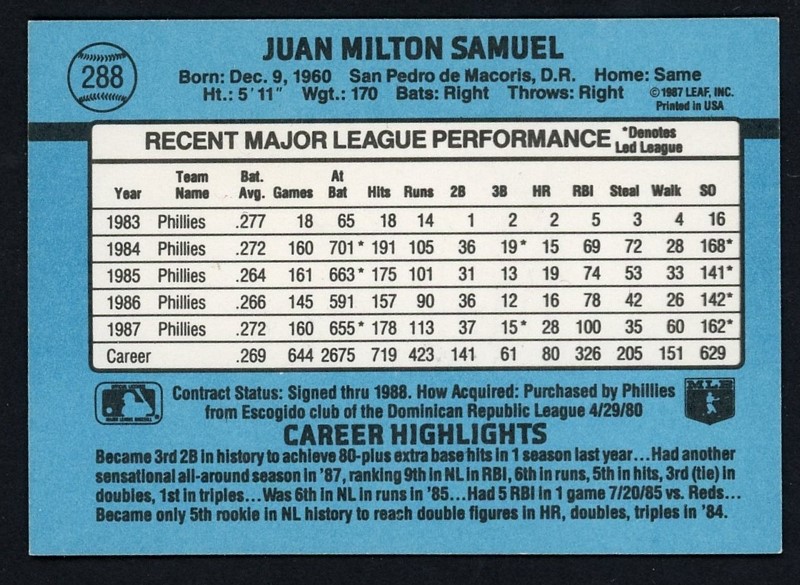 288
JUAN MILTON SAMUEL
Born: Dec. 9, 1960 San Pedro de Macoris, D.R. Home: Same
Ht.: 5' 11" Wgt.: 170 Bats: Right Throws: Right
©1987 LEAF, INC.
Printed in USA
RECENT MAJOR LEAGUE PERFORMANCE
*Denotes
Led League
Year Team Name Bat. Avg. Games At Bat Hits Runs 2B 3B HR RBI Steal Walk SO
1983 Phillies .277 18 65 18 14 1 2 2 5 3 4 16
1984 Phillies .272 160 701* 191 105 36 19* 15 69 72 28 168*
1985 Phillies .264 161 663* 175 101 31 13 19 74 53 33 141*
1986 Phillies .266 145 591 157 90 36 12 16 78 42 26 142*
1987 Phillies .272 160 655* 178 113 37 15* 28 100 35 60 162*
Career .269 644 2675 719 423 141 61 80 326 205 151 629
Contract Status: Signed thru 1988. How Acquired: Purchased by Phillies
from Escogido club of the Dominican Republic League 4/29/80
MLB
CAREER HIGHLIGHTS
Became 3rd 2B in history to achieve 80-plus extra base hits in 1 season last year...Had another
sensational all-around season in '87, ranking 9th in NL in RBI, 6th in runs, 5th in hits, 3rd (tie) in
doubles, 1st in triples...Was 6th in NL in runs in '85...Had 5 RBI in 1 game 7/20/85 vs. Reds...
Became only 5th rookie in NL history to reach double figures in HR, doubles, triples in '84.